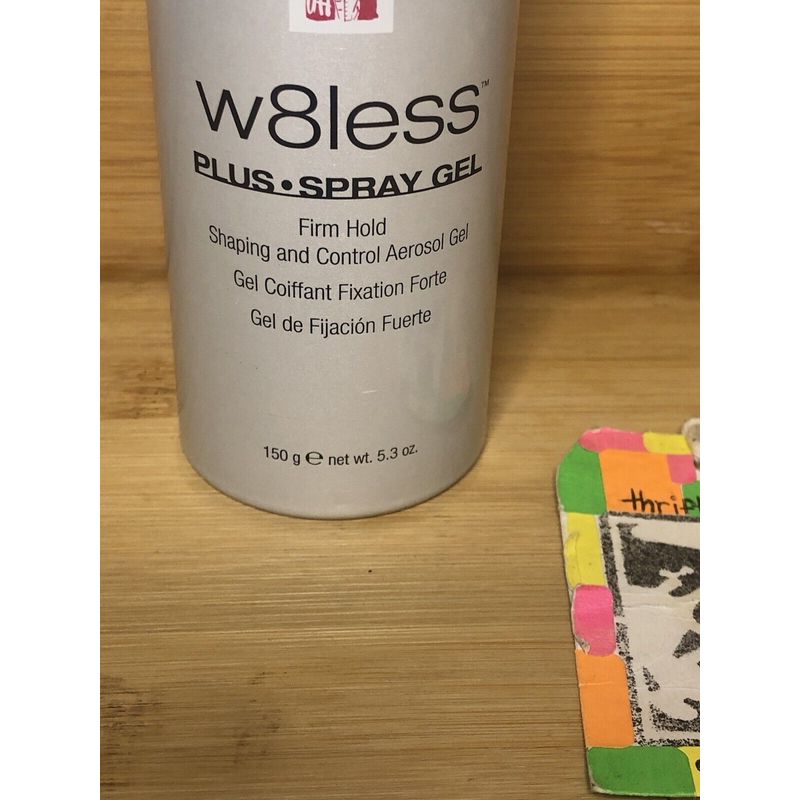 w8less™
PLUS • SPRAY GEL
Firm Hold
Shaping and Control Aerosol Gel
Gel Coiffant Fixation Forte
Gel de Fijación Fuerte
150 g ℮ net wt. 5.3 oz.